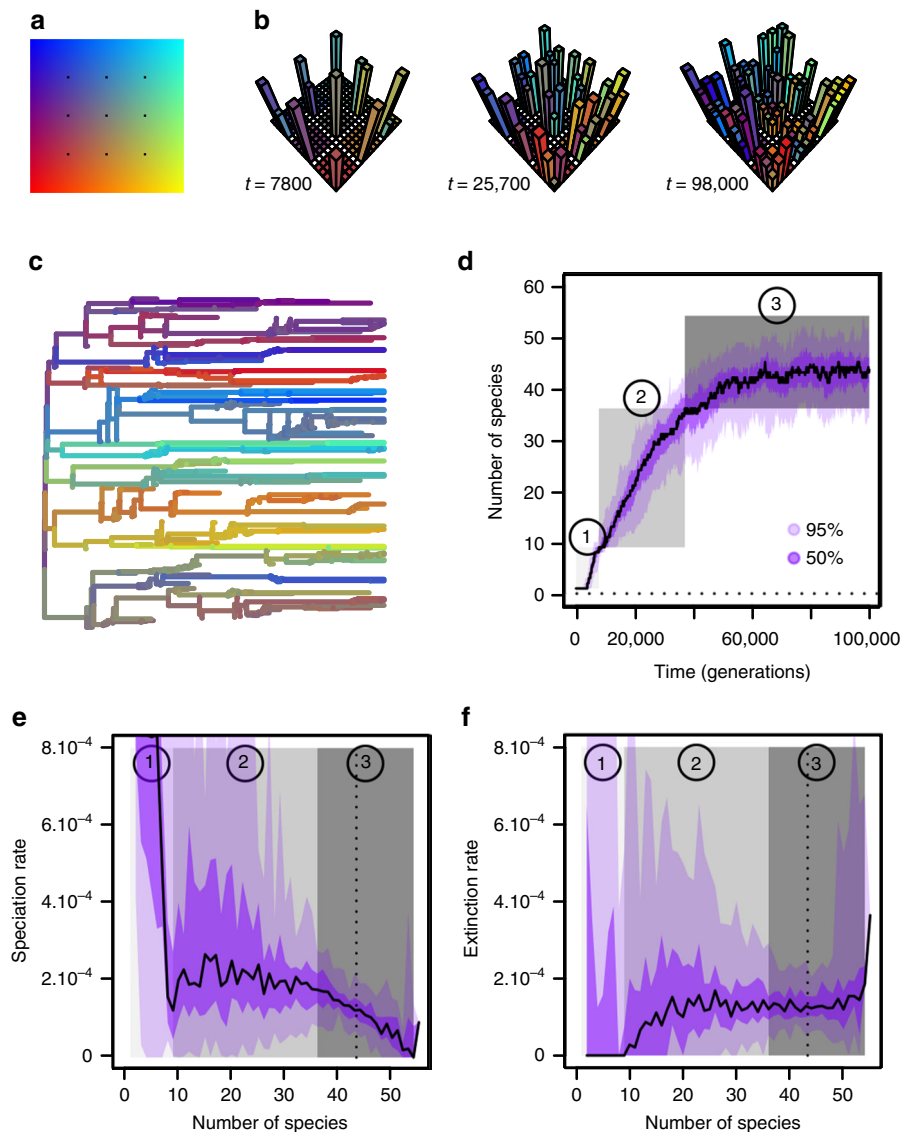 a
b
t = 7800
t = 25,700
t = 98,000
c
d
60
50
40
30
20
10
0
Number of species
1
2
3
95%
50%
0
20,000
60,000
100,000
Time (generations)
e
8.10⁻⁴
6.10⁻⁴
4.10⁻⁴
2.10⁻⁴
0
Speciation rate
1
2
3
0 10 20 30 40 50
Number of species
f
8.10⁻⁴
6.10⁻⁴
4.10⁻⁴
2.10⁻⁴
0
Extinction rate
1
2
3
0 10 20 30 40 50
Number of species